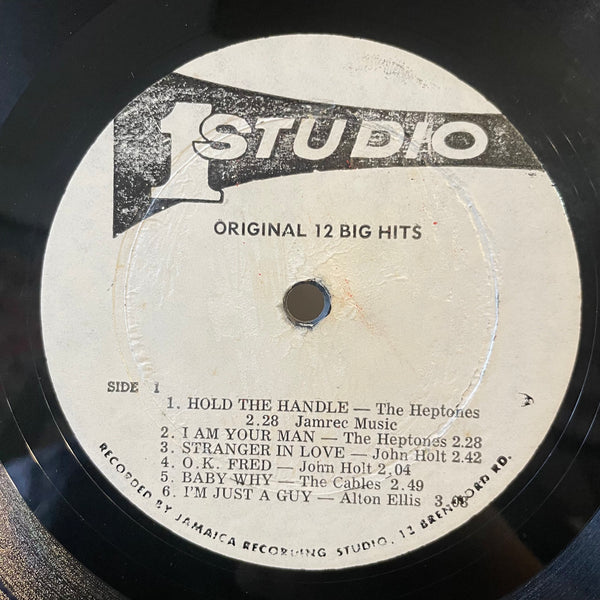 1 STUDIO
ORIGINAL 12 BIG HITS
SIDE 1
1. HOLD THE HANDLE — The Heptones
2.28 Jamrec Music
2. I AM YOUR MAN — The Heptones 2.28
3. STRANGER IN LOVE — John Holt 2.42
4. O.K. FRED — John Holt 2.04
5. BABY WHY — The Cables 2.49
6. I'M JUST A GUY — Alton Ellis
RECORDED BY JAMAICA RECORDING STUDIO, 12 BRENTFORD RD.